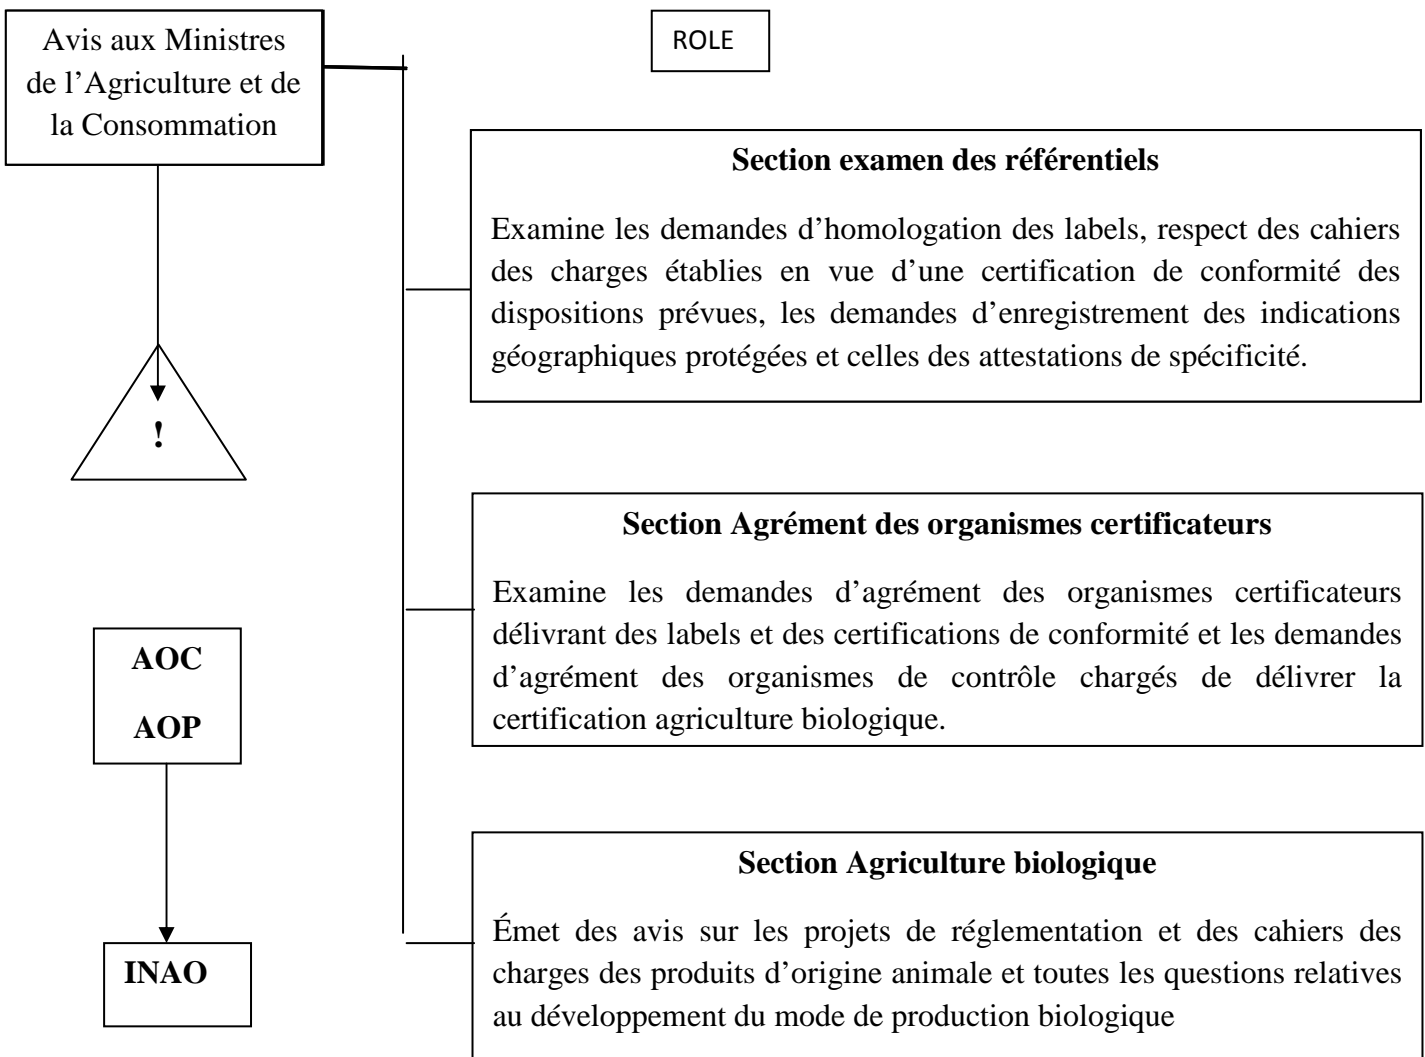 Avis aux Ministres
de l’Agriculture et de
la Consommation
ROLE
Section examen des référentiels
Examine les demandes d’homologation des labels, respect des cahiers
des charges établies en vue d’une certification de conformité des
dispositions prévues, les demandes d’enregistrement des indications
géographiques protégées et celles des attestations de spécificité.
!
Section Agrément des organismes certificateurs
Examine les demandes d’agrément des organismes certificateurs
délivrant des labels et des certifications de conformité et les demandes
d’agrément des organismes de contrôle chargés de délivrer la
certification agriculture biologique.
AOC
AOP
INAO
Section Agriculture biologique
Émet des avis sur les projets de réglementation et des cahiers des
charges des produits d’origine animale et toutes les questions relatives
au développement du mode de production biologique